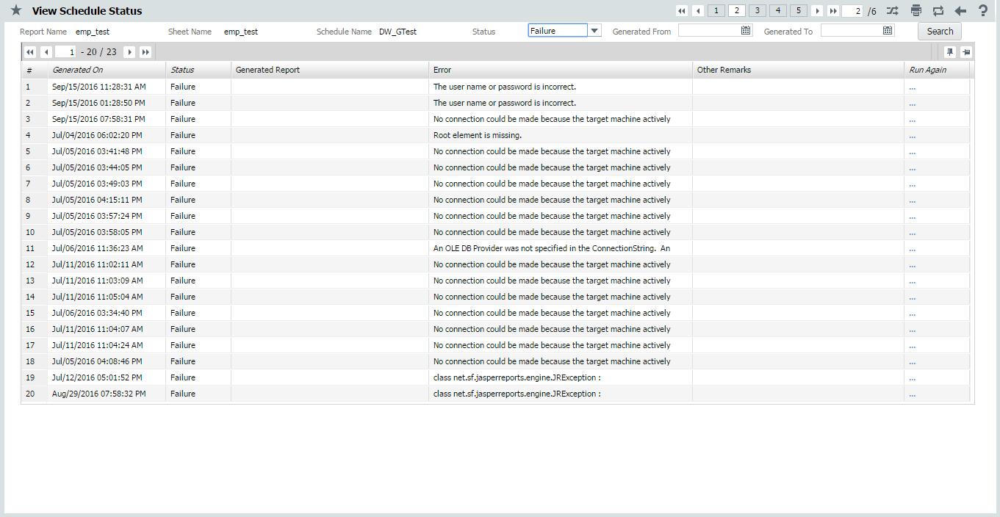 View Schedule Status 1 2 3 4 5 2 /6 ?
Report Name emp_test Sheet Name emp_test Schedule Name DW_GTest Status Failure Generated From Generated To Search
1 - 20 / 23
# Generated On Status Generated Report Error Other Remarks Run Again
1 Sep/15/2016 11:28:31 AM Failure The user name or password is incorrect. ...
2 Sep/15/2016 01:28:50 PM Failure The user name or password is incorrect. ...
3 Sep/15/2016 07:58:31 PM Failure No connection could be made because the target machine actively ...
4 Jul/04/2016 06:02:20 PM Failure Root element is missing. ...
5 Jul/05/2016 03:41:48 PM Failure No connection could be made because the target machine actively ...
6 Jul/05/2016 03:44:05 PM Failure No connection could be made because the target machine actively ...
7 Jul/05/2016 03:49:03 PM Failure No connection could be made because the target machine actively ...
8 Jul/05/2016 04:15:11 PM Failure No connection could be made because the target machine actively ...
9 Jul/05/2016 03:57:24 PM Failure No connection could be made because the target machine actively ...
10 Jul/05/2016 03:58:05 PM Failure No connection could be made because the target machine actively ...
11 Jul/06/2016 11:36:23 AM Failure An OLE DB Provider was not specified in the ConnectionString. An ...
12 Jul/11/2016 11:02:11 AM Failure No connection could be made because the target machine actively ...
13 Jul/11/2016 11:03:09 AM Failure No connection could be made because the target machine actively ...
14 Jul/11/2016 11:05:04 AM Failure No connection could be made because the target machine actively ...
15 Jul/06/2016 03:34:40 PM Failure No connection could be made because the target machine actively ...
16 Jul/11/2016 11:04:07 AM Failure No connection could be made because the target machine actively ...
17 Jul/11/2016 11:04:24 AM Failure No connection could be made because the target machine actively ...
18 Jul/05/2016 04:08:46 PM Failure No connection could be made because the target machine actively ...
19 Jul/12/2016 05:01:52 PM Failure class net.sf.jasperreports.engine.JRException : ...
20 Aug/29/2016 07:58:32 PM Failure class net.sf.jasperreports.engine.JRException : ...